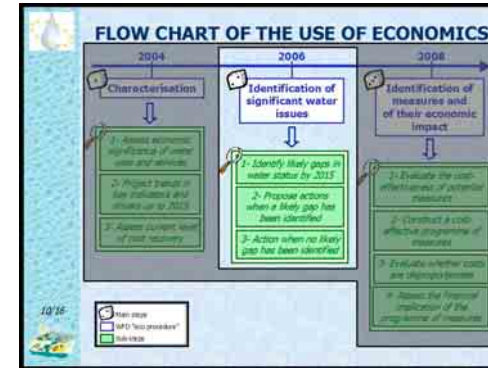 FLOW CHART OF THE USE OF ECONOMICS
2004
2006
2008
Characterisation
Identification of
significant water
issues
Identification of
measures and
of their economic
impact
1- Assess economic
significance of water
uses and services
2- Project trends in
key indicators and
up to 2015
3- Assess current level
of cost recovery
1- Identify likely gaps in
water status by 2015
2- Propose actions
when a likely gap has
been identified
3- Action when no likely
gap has been identified
1- Evaluate the cost-
effectiveness of potential
measures
2- Construct a cost-
effective programme of
measures
3- Evaluate whether costs
are disproportionate
4- Assess the financial
implication of the
programme of measures
10/16
Main steps
WFD "eco procedure"
Sub-steps